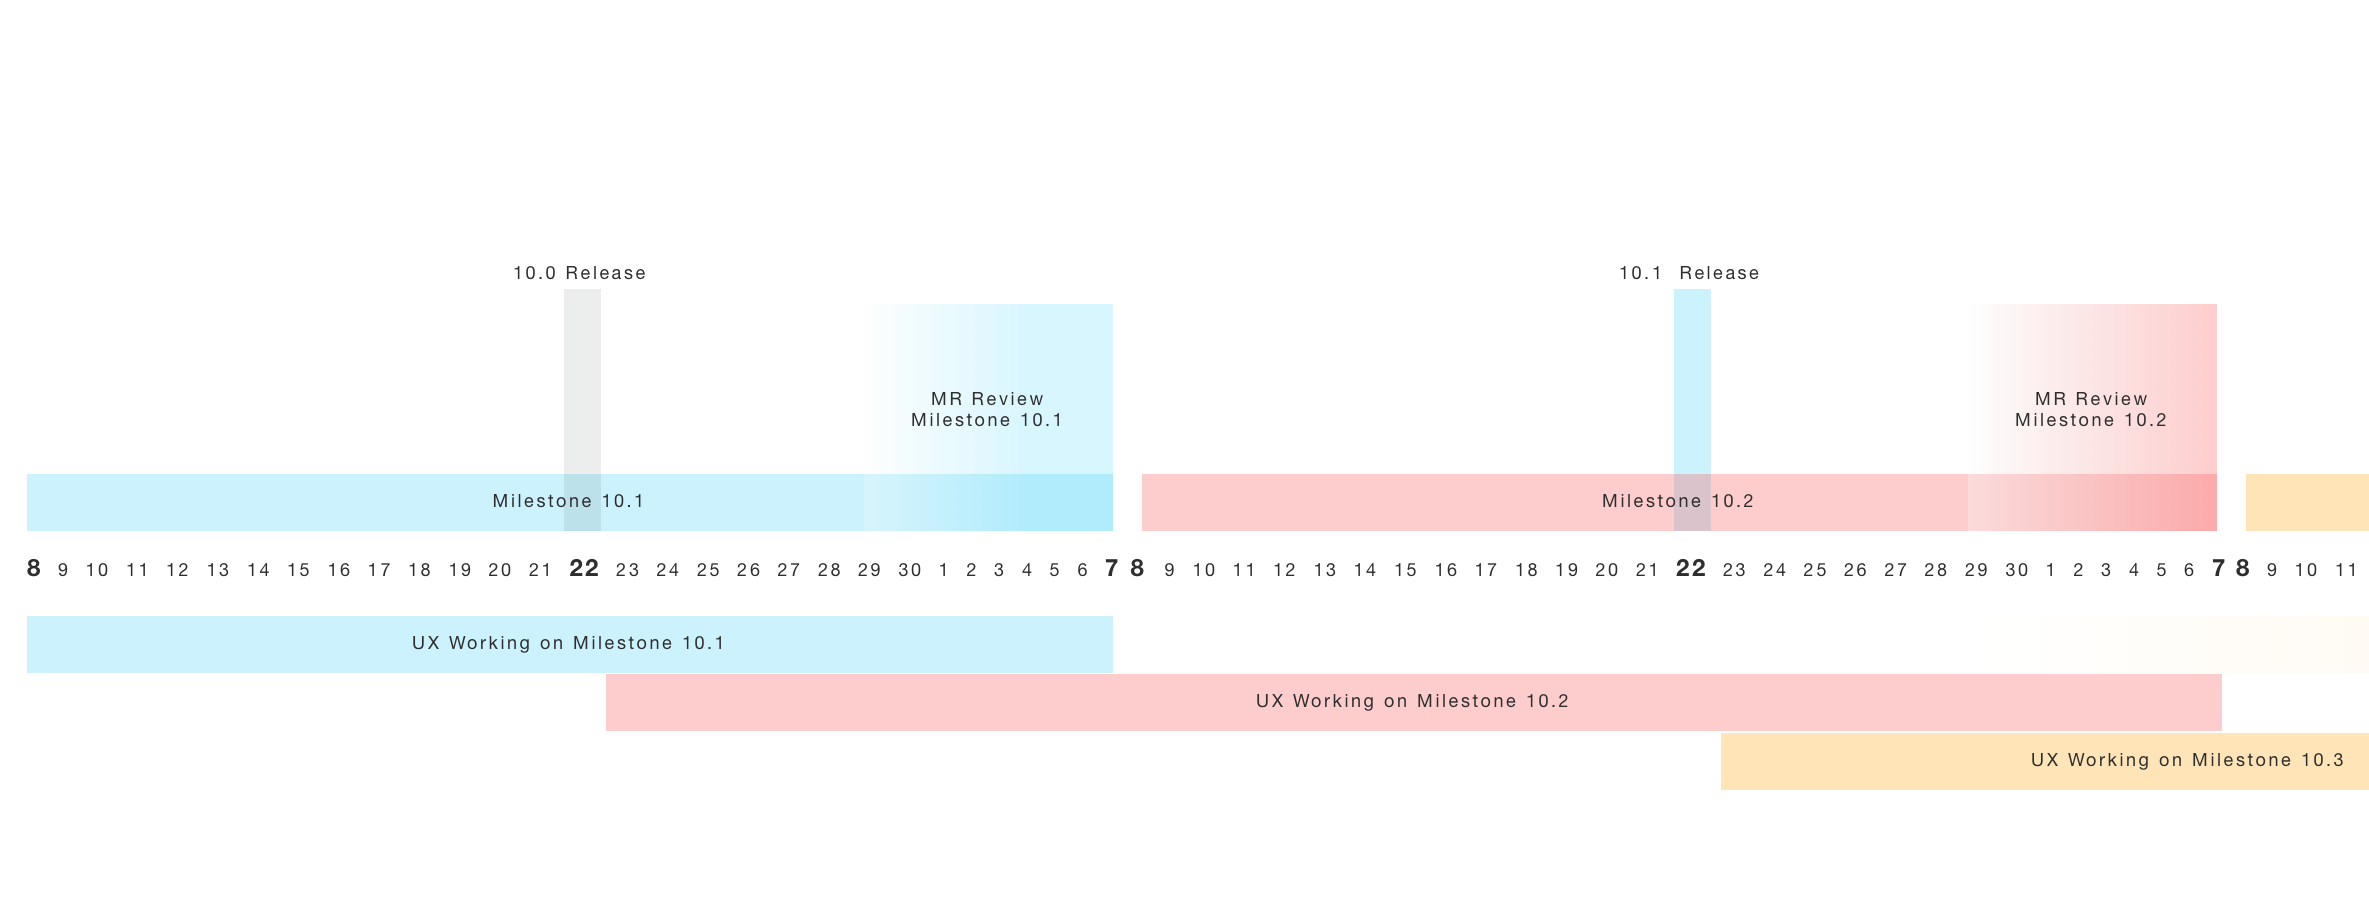 10.0 Release
10.1 Release
MR Review
Milestone 10.1
MR Review
Milestone 10.2
Milestone 10.1
Milestone 10.2
8 9 10 11 12 13 14 15 16 17 18 19 20 21 22 23 24 25 26 27 28 29 30 1 2 3 4 5 6 7 8 9 10 11 12 13 14 15 16 17 18 19 20 21 22 23 24 25 26 27 28 29 30 1 2 3 4 5 6 7 8 9 10 11
UX Working on Milestone 10.1
UX Working on Milestone 10.2
UX Working on Milestone 10.3